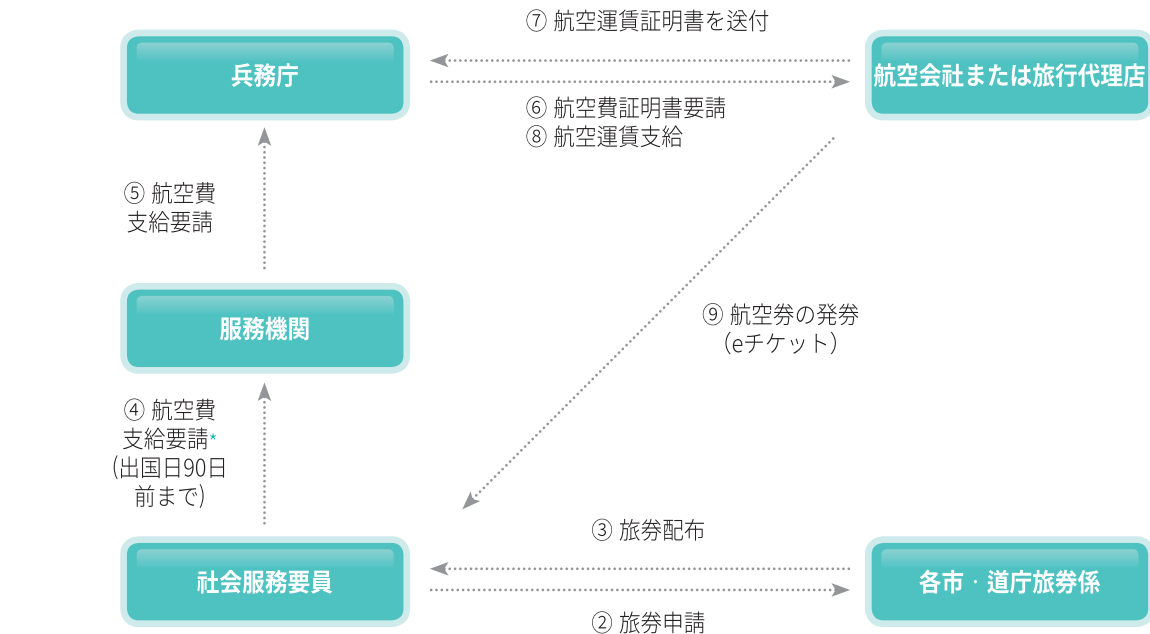 ⑦ 航空運賃証明書を送付
兵務庁
航空会社または旅行代理店
⑥ 航空費証明書要請
⑧ 航空運賃支給
⑤ 航空費
支給要請
⑨ 航空券の発券
(eチケット)
服務機関
④ 航空費
支給要請*
(出国日90日
前まで)
③ 旅券配布
社会服務要員
各市・道庁旅券係
② 旅券申請